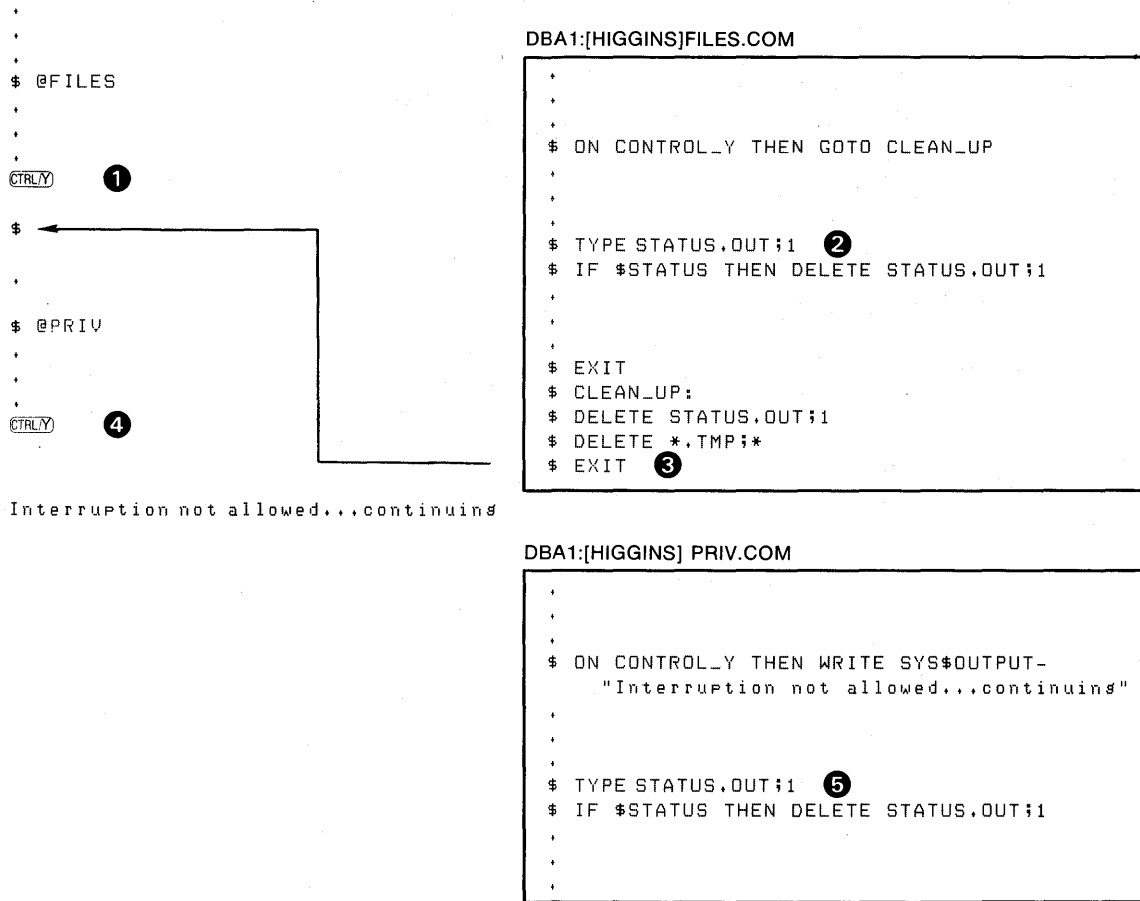 .
.
.
$ @FILES
.
.
.
CTRL/Y 1
$
.
$ @PRIV
.
.
.
CTRL/Y 4
Interruption not allowed...continuing
DBA1:[HIGGINS]FILES.COM
.
.
.
$ ON CONTROL_Y THEN GOTO CLEAN_UP
.
.
.
$ TYPE STATUS.OUT;1 2
$ IF $STATUS THEN DELETE STATUS.OUT;1
.
.
.
$ EXIT
$ CLEAN_UP:
$ DELETE STATUS.OUT;1
$ DELETE *.TMP;*
$ EXIT 3
DBA1:[HIGGINS] PRIV.COM
.
.
.
$ ON CONTROL_Y THEN WRITE SYS$OUTPUT-
"Interruption not allowed...continuing"
.
.
.
$ TYPE STATUS.OUT;1 5
$ IF $STATUS THEN DELETE STATUS.OUT;1
.
.
.